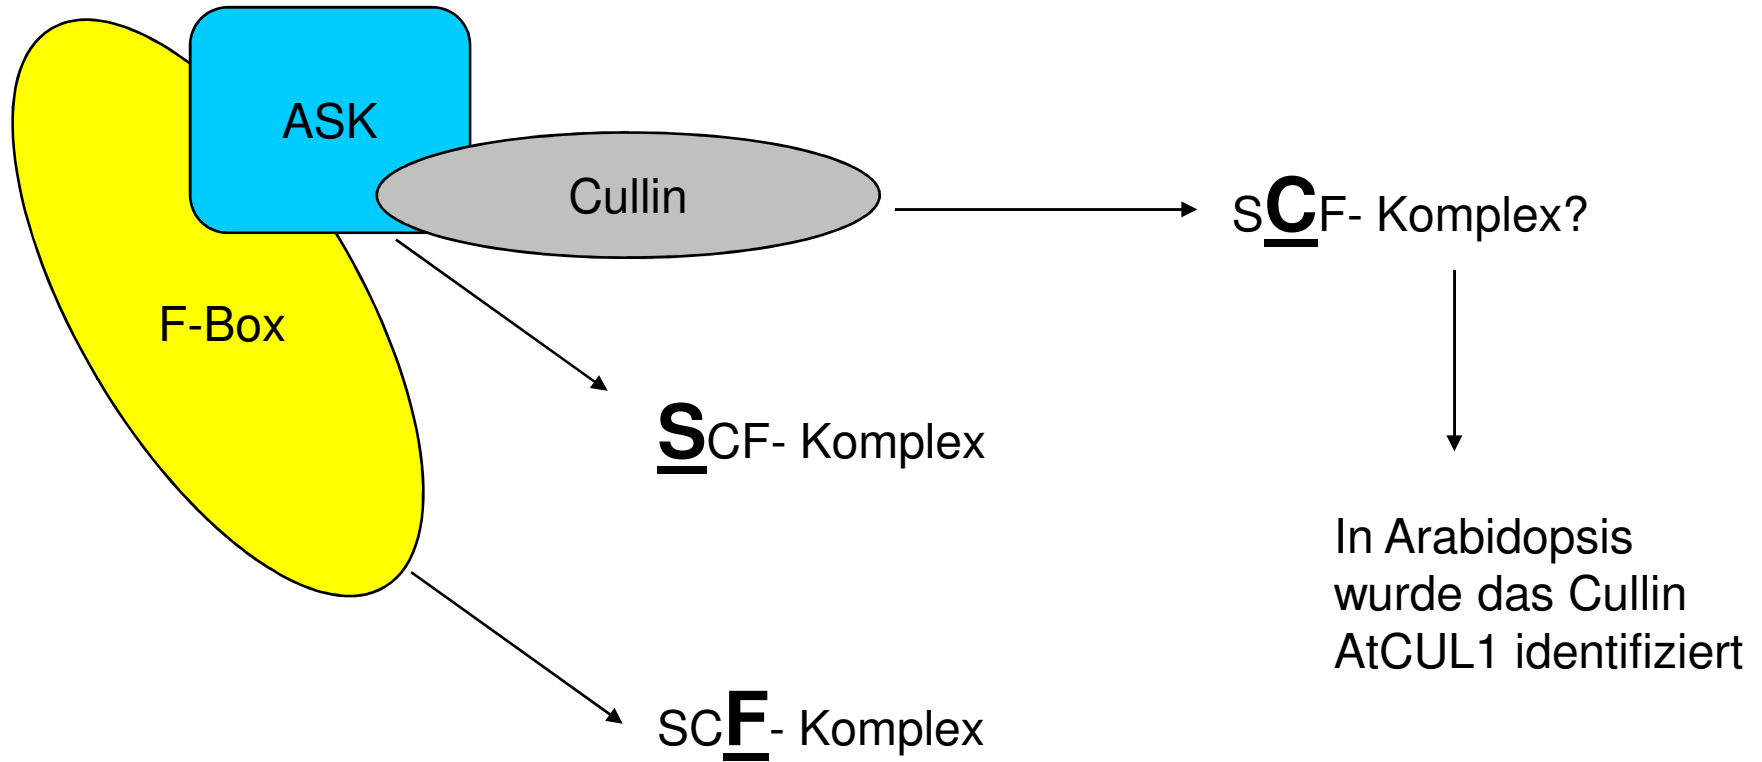 ASK
Cullin
SCF- Komplex?
F-Box
SCF- Komplex
In Arabidopsis
wurde das Cullin
AtCUL1 identifiziert
SCF- Komplex